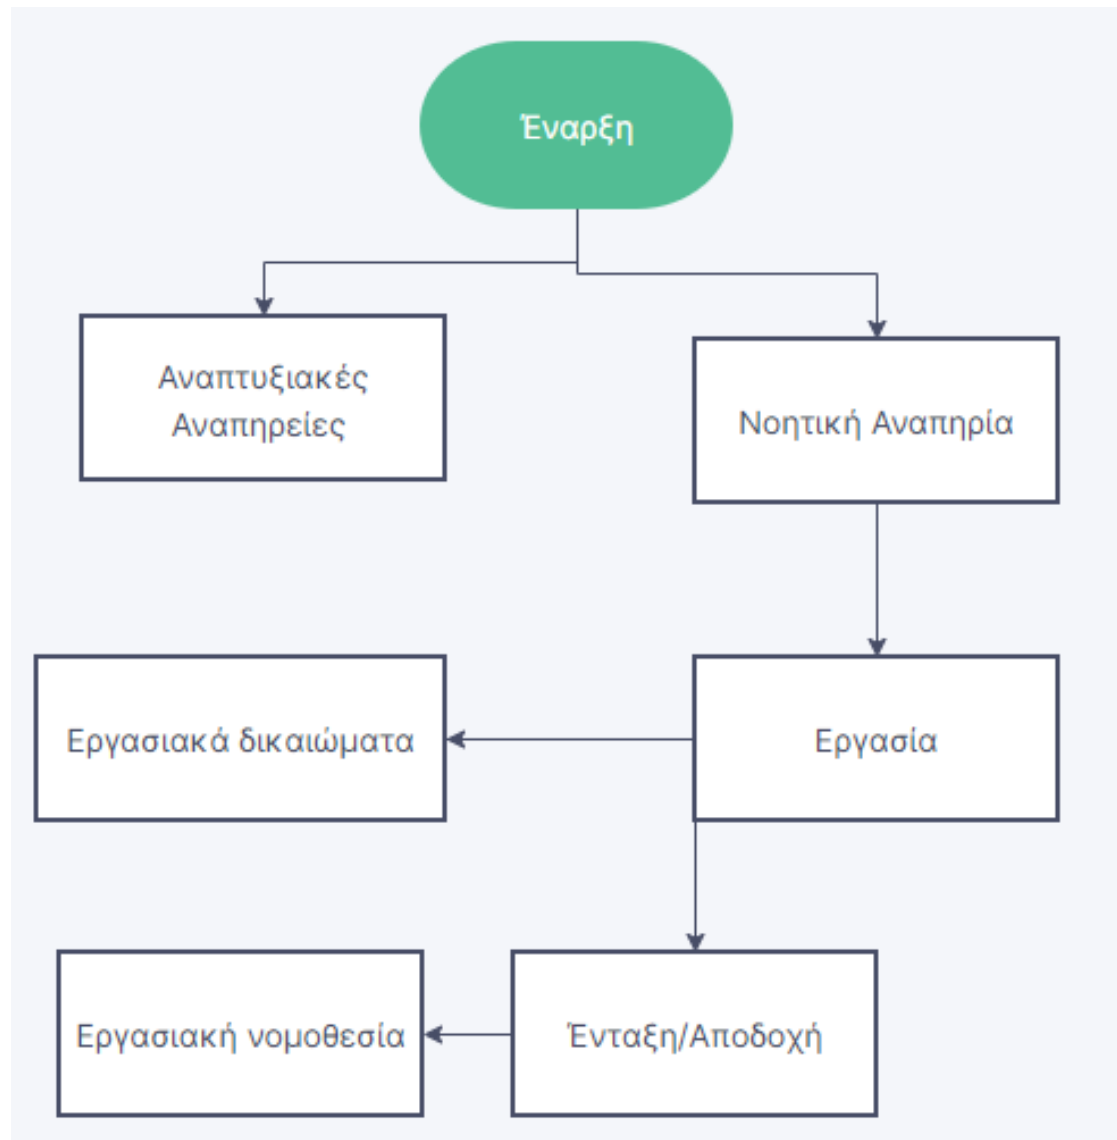 Έναρξη
Αναπτυξιακές
Αναπηρείες
Νοητική Αναπηρία
Εργασιακά δικαιώματα
Εργασία
Εργασιακή νομοθεσία
Ένταξη/Αποδοχή